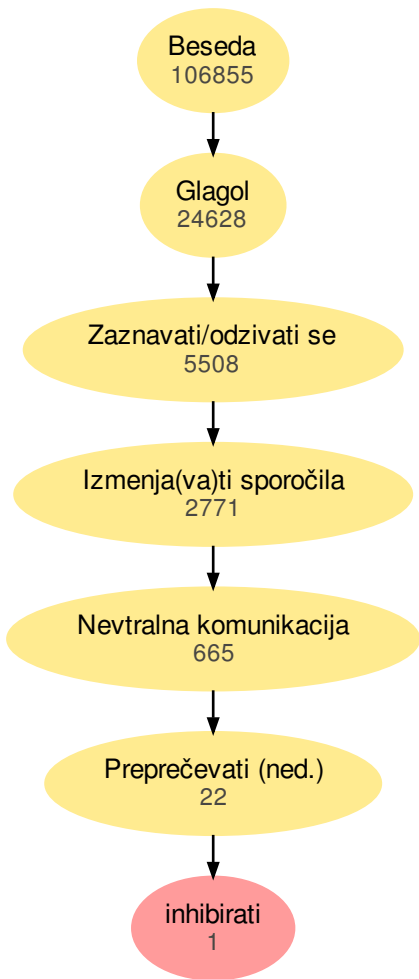 Beseda
106855
Glagol
24628
Zaznavati/odzivati se
5508
Izmenja(va)ti sporočila
2771
Nevtralna komunikacija
665
Preprečevati (ned.)
22
inhibirati
1